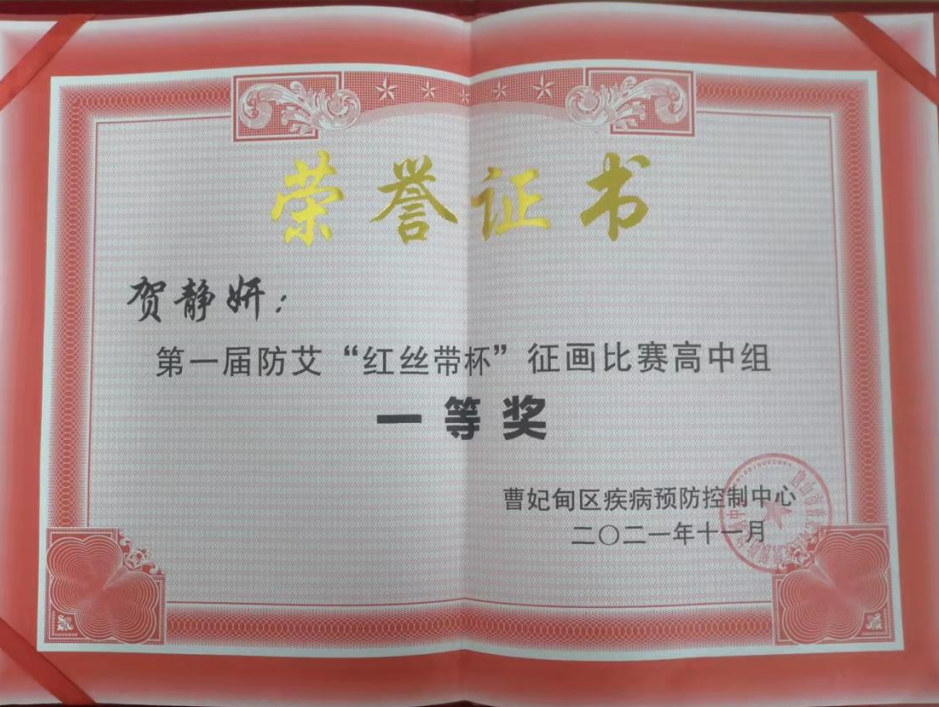 荣誉证书
贺静妍：
第一届防艾“红丝带杯”征画比赛高中组
一等奖
曹妃甸区疾病预防控制中心
二〇二一年十一月